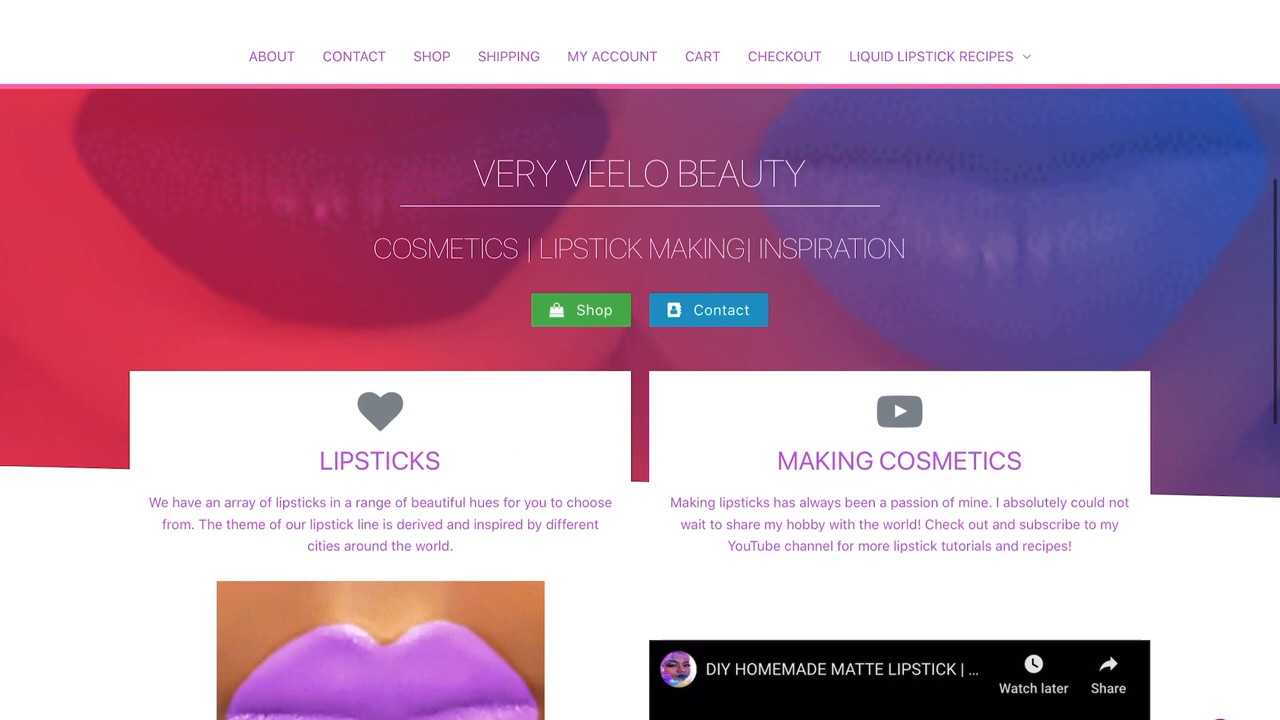 ABOUT CONTACT SHOP SHIPPING MY ACCOUNT CART CHECKOUT LIQUID LIPSTICK RECIPES
VERY VEELO BEAUTY
COSMETICS | LIPSTICK MAKING| INSPIRATION
Shop
Contact
LIPSTICKS
We have an array of lipsticks in a range of beautiful hues for you to choose
from. The theme of our lipstick line is derived and inspired by different
cities around the world.
MAKING COSMETICS
Making lipsticks has always been a passion of mine. I absolutely could not
wait to share my hobby with the world! Check out and subscribe to my
YouTube channel for more lipstick tutorials and recipes!
DIY HOMEMADE MATTE LIPSTICK | ...
Watch later
Share